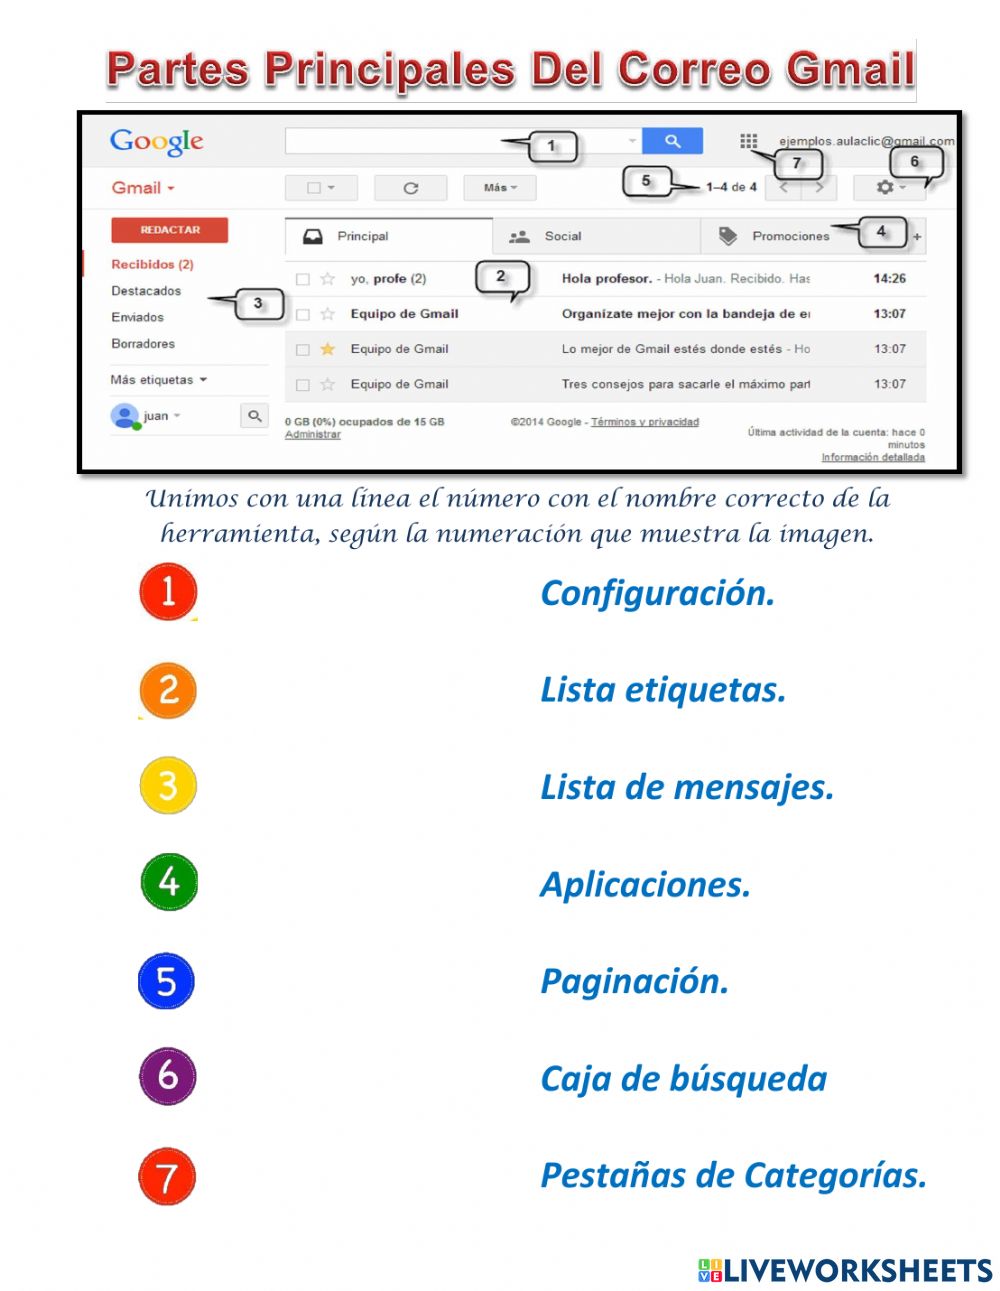 Partes Principales Del Correo Gmail
Google
1
ejemplos.aulaclic@gmail.com
7
6
Gmail
Más
5
1–4 de 4
REDACTAR
Principal
Social
Promociones
4
+
Recibidos (2)
Destacados
Enviados
Borradores
3
Más etiquetas
juan
2
yo, profe (2) Hola profesor. - Hola Juan. Recibido. Has 14:26
Equipo de Gmail Organízate mejor con la bandeja de e 13:07
Equipo de Gmail Lo mejor de Gmail estés donde estés - Ho 13:07
Equipo de Gmail Tres consejos para sacarle el máximo part 13:07
0 GB (0%) ocupados de 15 GB
Administrar
©2014 Google - Términos y privacidad
Última actividad de la cuenta: hace 0
minutos
Información detallada
Unimos con una línea el número con el nombre correcto de la
herramienta, según la numeración que muestra la imagen.
1 Configuración.
2 Lista etiquetas.
3 Lista de mensajes.
4 Aplicaciones.
5 Paginación.
6 Caja de búsqueda
7 Pestañas de Categorías.
LIVE LIVEWORKSHEETS